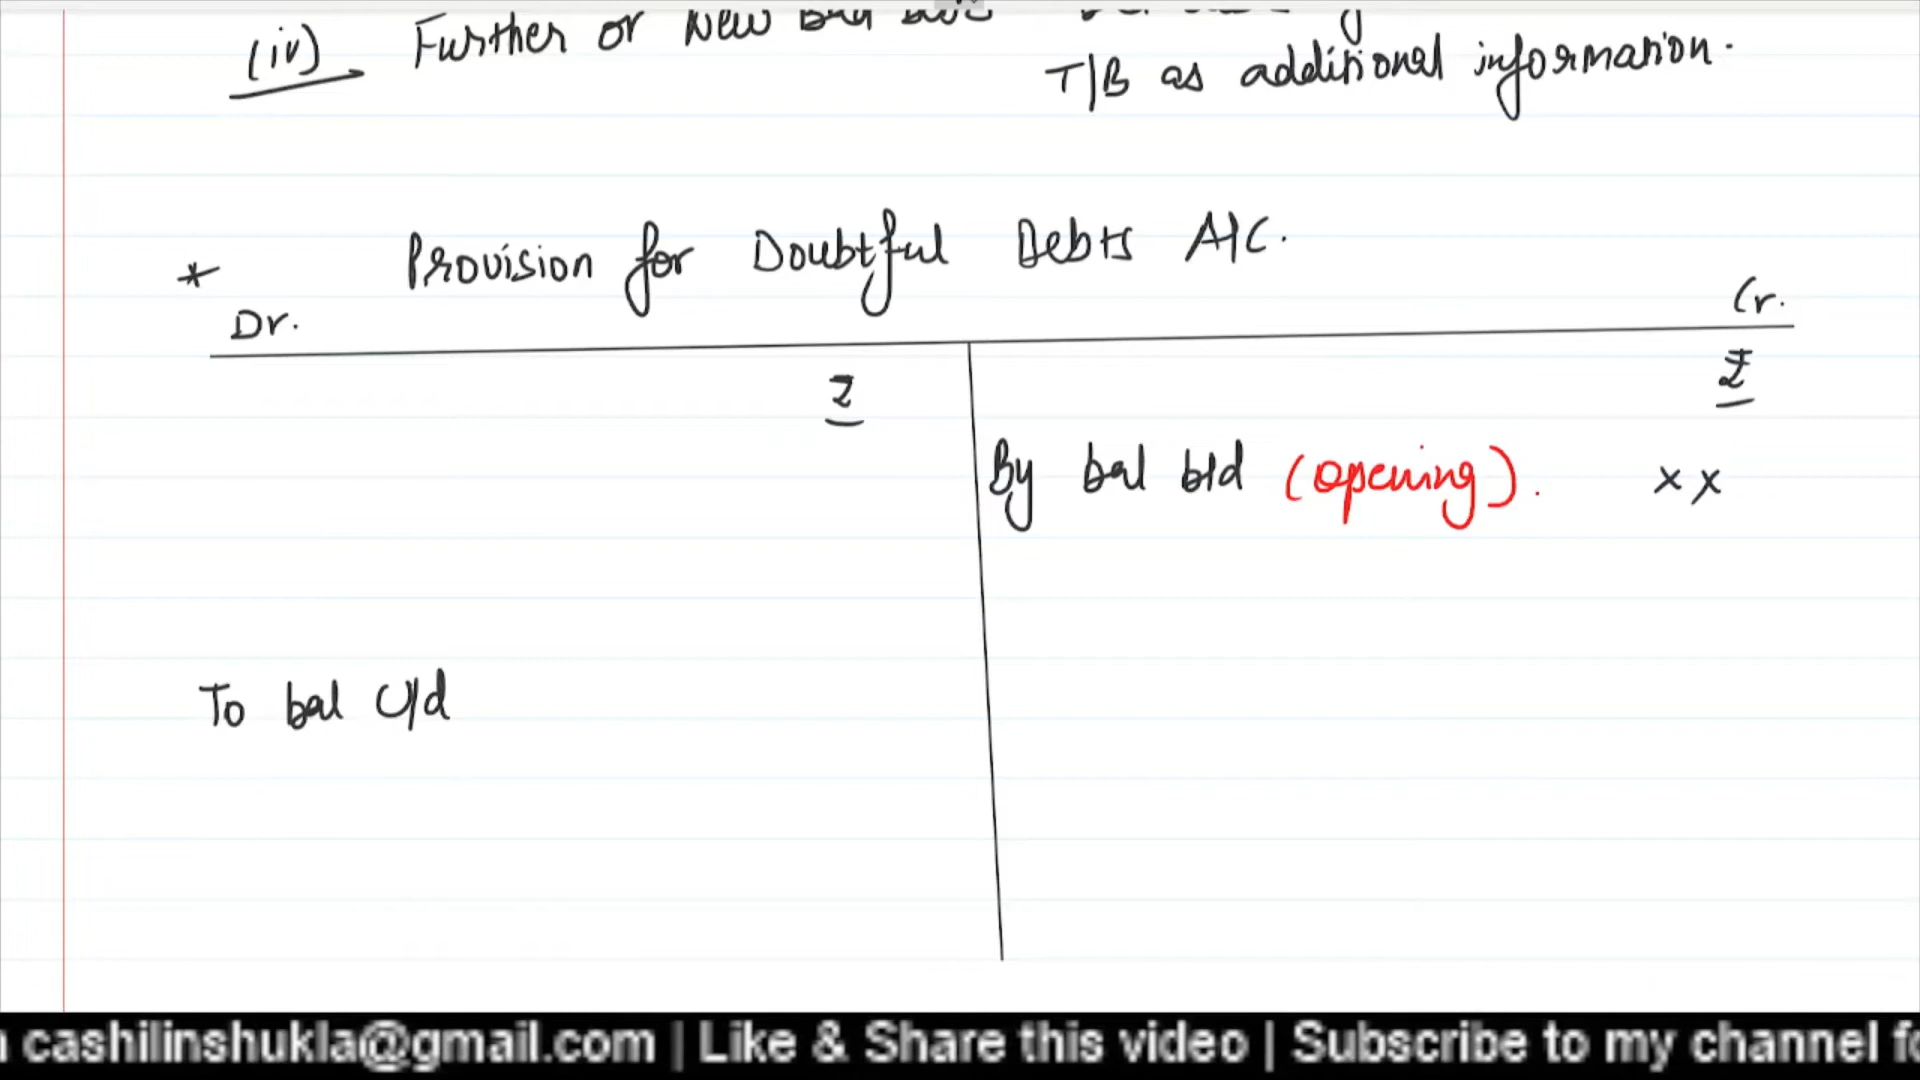 (iv) Further or New
T/B as additional information.
* Provision for Doubtful Debts A/C.
Dr. Cr.
₹ ₹
By bal b/d (opening). x x
To bal c/d
cashilinshukla@gmail.com | Like & Share this video | Subscribe to my channel fo